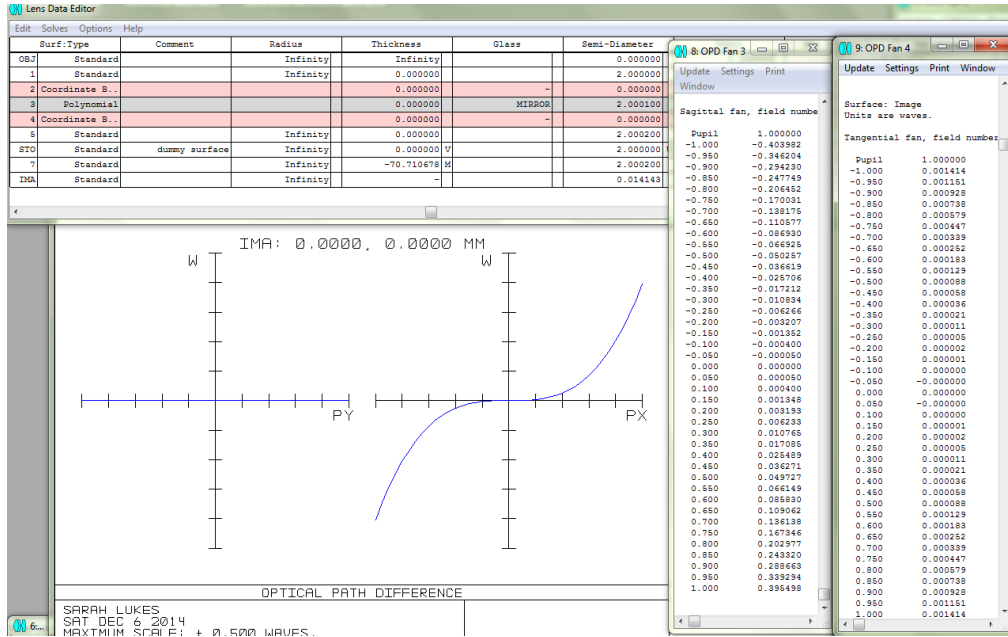 Lens Data Editor
Edit Solves Options Help
Surf:Type Comment Radius Thickness Glass Semi-Diameter
OBJ Standard Infinity Infinity 0.000000
1 Standard Infinity 0.000000 2.000000
2 Coordinate B.. 0.000000 - 0.000000
3 Polynomial 0.000000 MIRROR 2.000100
4 Coordinate B.. 0.000000 - 0.000000
5 Standard Infinity 0.000000 2.000200
STO Standard dummy surface Infinity 0.000000 V 2.000000 U
7 Standard Infinity -70.710678 M 2.000200
IMA Standard Infinity - 0.014143
IMA: 0.0000, 0.0000 MM
W
W
PY
PX
OPTICAL PATH DIFFERENCE
SARAH LUKES
SAT DEC 6 2014
MAXIMUM SCALE: ± 0.500 WAVES.
6:...
8: OPD Fan 3
Update Settings Print
Window
Sagittal fan, field numbe
Pupil 1.000000
-1.000 -0.403982
-0.950 -0.346204
-0.900 -0.294230
-0.850 -0.247749
-0.800 -0.206452
-0.750 -0.170031
-0.700 -0.138175
-0.650 -0.110577
-0.600 -0.086930
-0.550 -0.066925
-0.500 -0.050257
-0.450 -0.036619
-0.400 -0.025706
-0.350 -0.017212
-0.300 -0.010834
-0.250 -0.006266
-0.200 -0.003207
-0.150 -0.001352
-0.100 -0.000400
-0.050 -0.000050
0.000 0.000000
0.050 0.000050
0.100 0.000400
0.150 0.001348
0.200 0.003193
0.250 0.006233
0.300 0.010765
0.350 0.017085
0.400 0.025489
0.450 0.036271
0.500 0.049727
0.550 0.066149
0.600 0.085830
0.650 0.109062
0.700 0.136138
0.750 0.167346
0.800 0.202977
0.850 0.243320
0.900 0.288663
0.950 0.339294
1.000 0.395498
9: OPD Fan 4
Update Settings Print Window
Surface: Image
Units are waves.
Tangential fan, field number
Pupil 1.000000
-1.000 0.001414
-0.950 0.001151
-0.900 0.000928
-0.850 0.000738
-0.800 0.000579
-0.750 0.000447
-0.700 0.000339
-0.650 0.000252
-0.600 0.000183
-0.550 0.000129
-0.500 0.000088
-0.450 0.000058
-0.400 0.000036
-0.350 0.000021
-0.300 0.000011
-0.250 0.000005
-0.200 0.000002
-0.150 0.000001
-0.100 0.000000
-0.050 -0.000000
0.000 -0.000000
0.050 -0.000000
0.100 0.000000
0.150 0.000001
0.200 0.000002
0.250 0.000005
0.300 0.000011
0.350 0.000021
0.400 0.000036
0.450 0.000058
0.500 0.000088
0.550 0.000129
0.600 0.000183
0.650 0.000252
0.700 0.000339
0.750 0.000447
0.800 0.000579
0.850 0.000738
0.900 0.000928
0.950 0.001151
1.000 0.001414